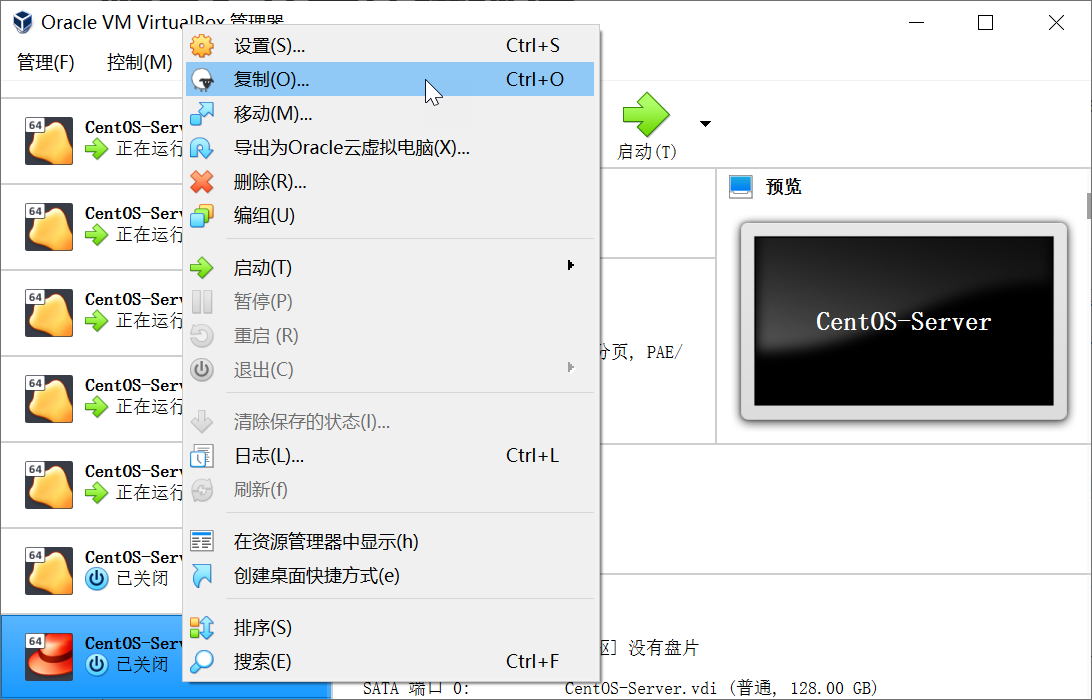 Oracle VM VirtualBox 管理器
管理(F) 控制(M)
64 CentOS-Serv
正在运行
64 CentOS-Serv
正在运行
64 CentOS-Serv
正在运行
64 CentOS-Serv
正在运行
64 CentOS-Serv
正在运行
64 CentOS-Serv
已关闭
64 CentOS-Serv
已关闭
设置(S)... Ctrl+S
复制(O)... Ctrl+O
移动(M)...
导出为Oracle云虚拟电脑(X)...
删除(R)...
编组(U)
启动(T)
暂停(P)
重启 (R)
退出(C)
清除保存的状态(I)...
日志(L)... Ctrl+L
刷新(f)
在资源管理器中显示(h)
创建桌面快捷方式(e)
排序(S)
搜索(E) Ctrl+F
启动(T)
预览
CentOS-Server
分页, PAE/
] 没有盘片
SATA 端口 0: CentOS-Server.vdi (普通, 128.00 GB)